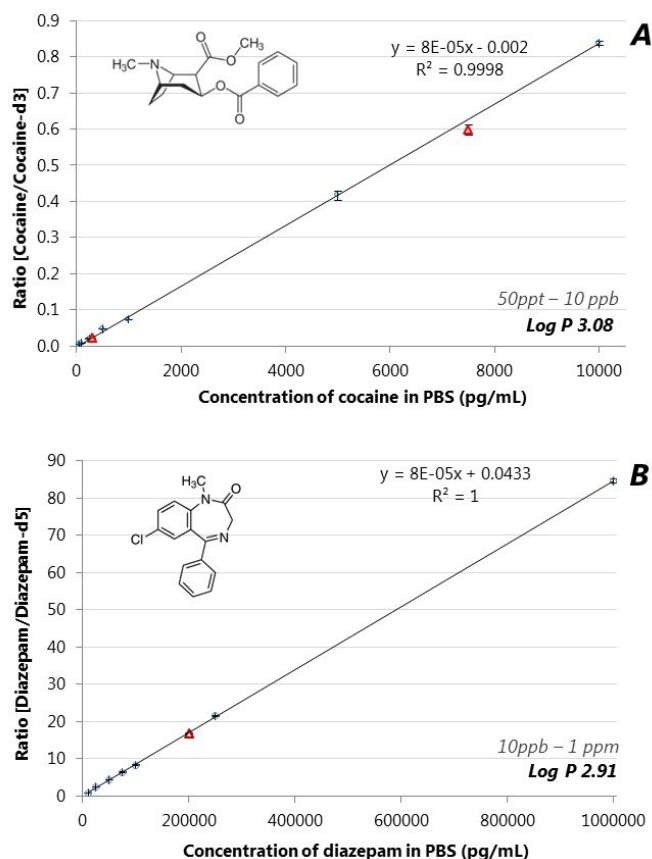 A
y = 8E-05x - 0.002
R² = 0.9998
H₃C
N
O
O
CH₃
O
O
Ratio [Cocaine/Cocaine-d3]
0.9
0.8
0.7
0.6
0.5
0.4
0.3
0.2
0.1
0.0
50ppt – 10 ppb
Log P 3.08
0 2000 4000 6000 8000 10000
Concentration of cocaine in PBS (pg/mL)
B
y = 8E-05x + 0.0433
R² = 1
H₃C
O
N
Cl
N
Ratio [Diazepam/Diazepam-d5]
90
80
70
60
50
40
30
20
10
0
10ppb – 1 ppm
Log P 2.91
0 200000 400000 600000 800000 1000000
Concentration of diazepam in PBS (pg/mL)